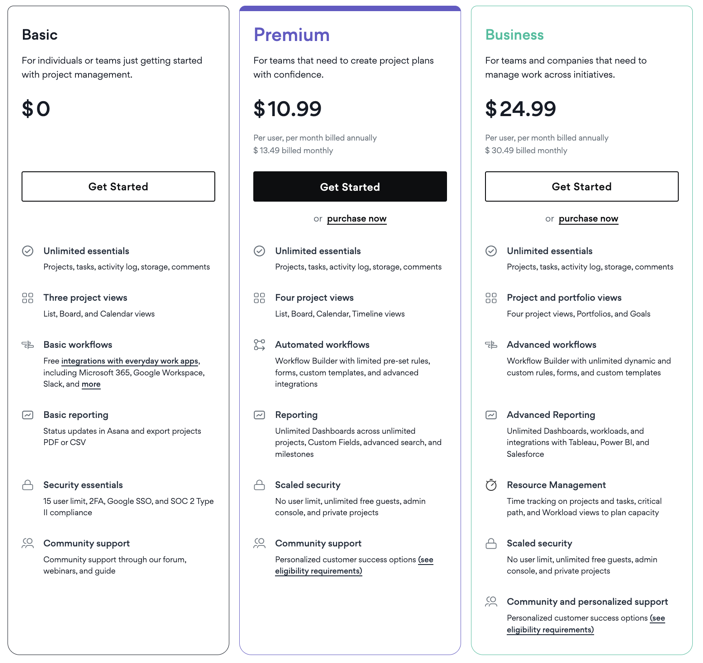 Basic
For individuals or teams just getting started
with project management.
$0
Get Started
Unlimited essentials
Projects, tasks, activity log, storage, comments
Three project views
List, Board, and Calendar views
Basic workflows
Free integrations with everyday work apps,
including Microsoft 365, Google Workspace,
Slack, and more
Basic reporting
Status updates in Asana and export projects
PDF or CSV
Security essentials
15 user limit, 2FA, Google SSO, and SOC 2 Type
II compliance
Community support
Community support through our forum,
webinars, and guide
Premium
For teams that need to create project plans
with confidence.
$10.99
Per user, per month billed annually
$ 13.49 billed monthly
Get Started
or purchase now
Unlimited essentials
Projects, tasks, activity log, storage, comments
Four project views
List, Board, Calendar, Timeline views
Automated workflows
Workflow Builder with limited pre-set rules,
forms, custom templates, and advanced
integrations
Reporting
Unlimited Dashboards across unlimited
projects, Custom Fields, advanced search, and
milestones
Scaled security
No user limit, unlimited free guests, admin
console, and private projects
Community support
Personalized customer success options (see
eligibility requirements)
Business
For teams and companies that need to
manage work across initiatives.
$24.99
Per user, per month billed annually
$ 30.49 billed monthly
Get Started
or purchase now
Unlimited essentials
Projects, tasks, activity log, storage, comments
Project and portfolio views
Four project views, Portfolios, and Goals
Advanced workflows
Workflow Builder with unlimited dynamic and
custom rules, forms, and custom templates
Advanced Reporting
Unlimited Dashboards, workloads, and
integrations with Tableau, Power BI, and
Salesforce
Resource Management
Time tracking on projects and tasks, critical
path, and Workload views to plan capacity
Scaled security
No user limit, unlimited free guests, admin
console, and private projects
Community and personalized support
Personalized customer success options (see
eligibility requirements)